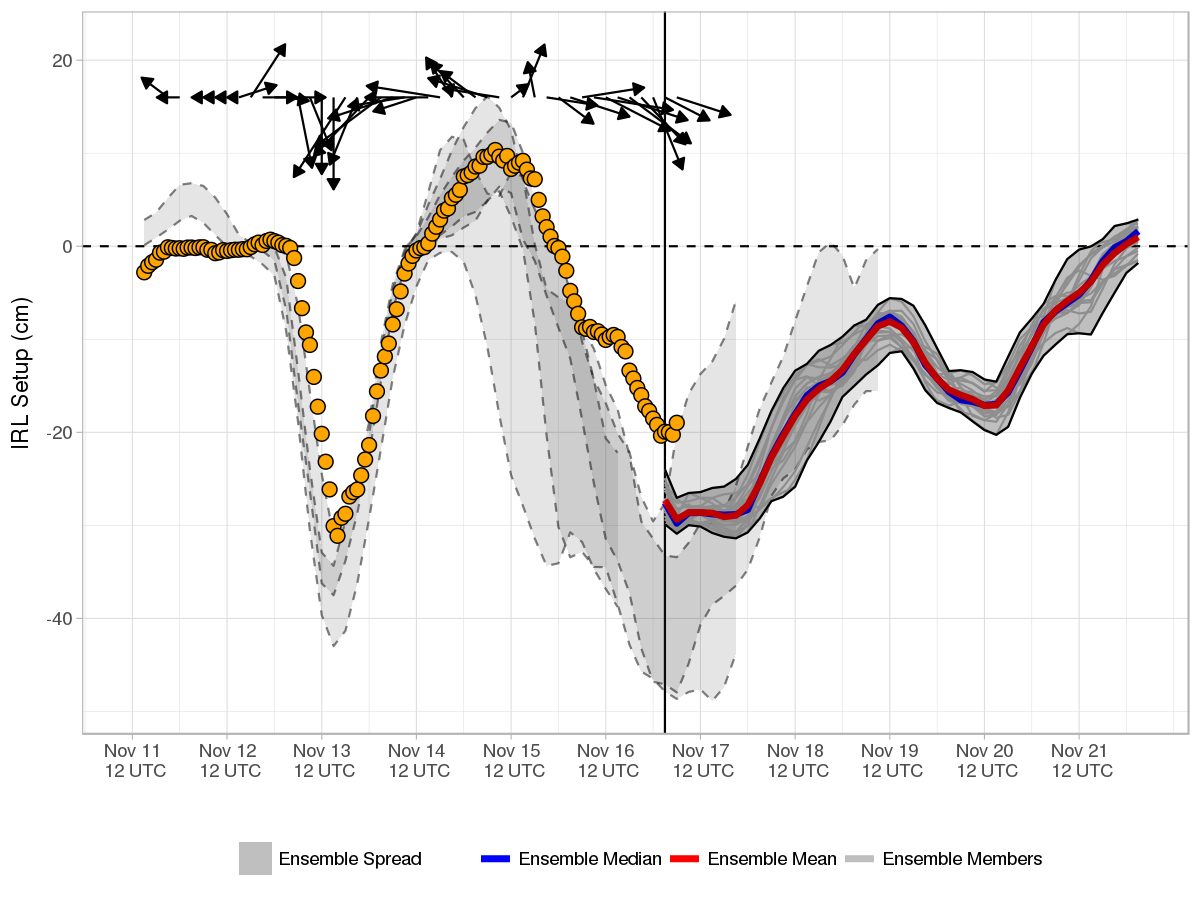 IRL Setup (cm)
20
0
-20
-40
Nov 11 Nov 12 Nov 13 Nov 14 Nov 15 Nov 16 Nov 17 Nov 18 Nov 19 Nov 20 Nov 21
12 UTC 12 UTC 12 UTC 12 UTC 12 UTC 12 UTC 12 UTC 12 UTC 12 UTC 12 UTC 12 UTC
Ensemble Spread Ensemble Median Ensemble Mean Ensemble Members